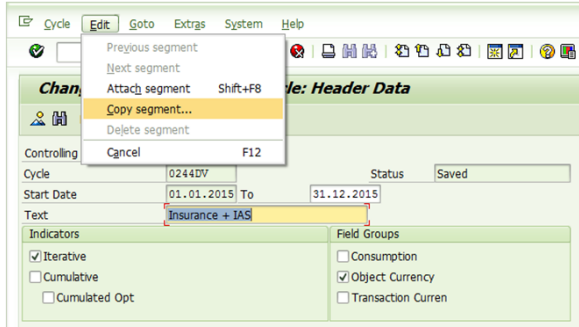 Cycle Edit Goto Extras System Help
Previous segment
Next segment
Attach segment Shift+F8
Copy segment...
Delete segment
Cancel F12
Chan le: Header Data
Controlling
Cycle 0244DV Status Saved
Start Date 01.01.2015 To 31.12.2015
Text Insurance + IAS
Indicators Field Groups
Iterative Consumption
Cumulative Object Currency
Cumulated Opt Transaction Curren